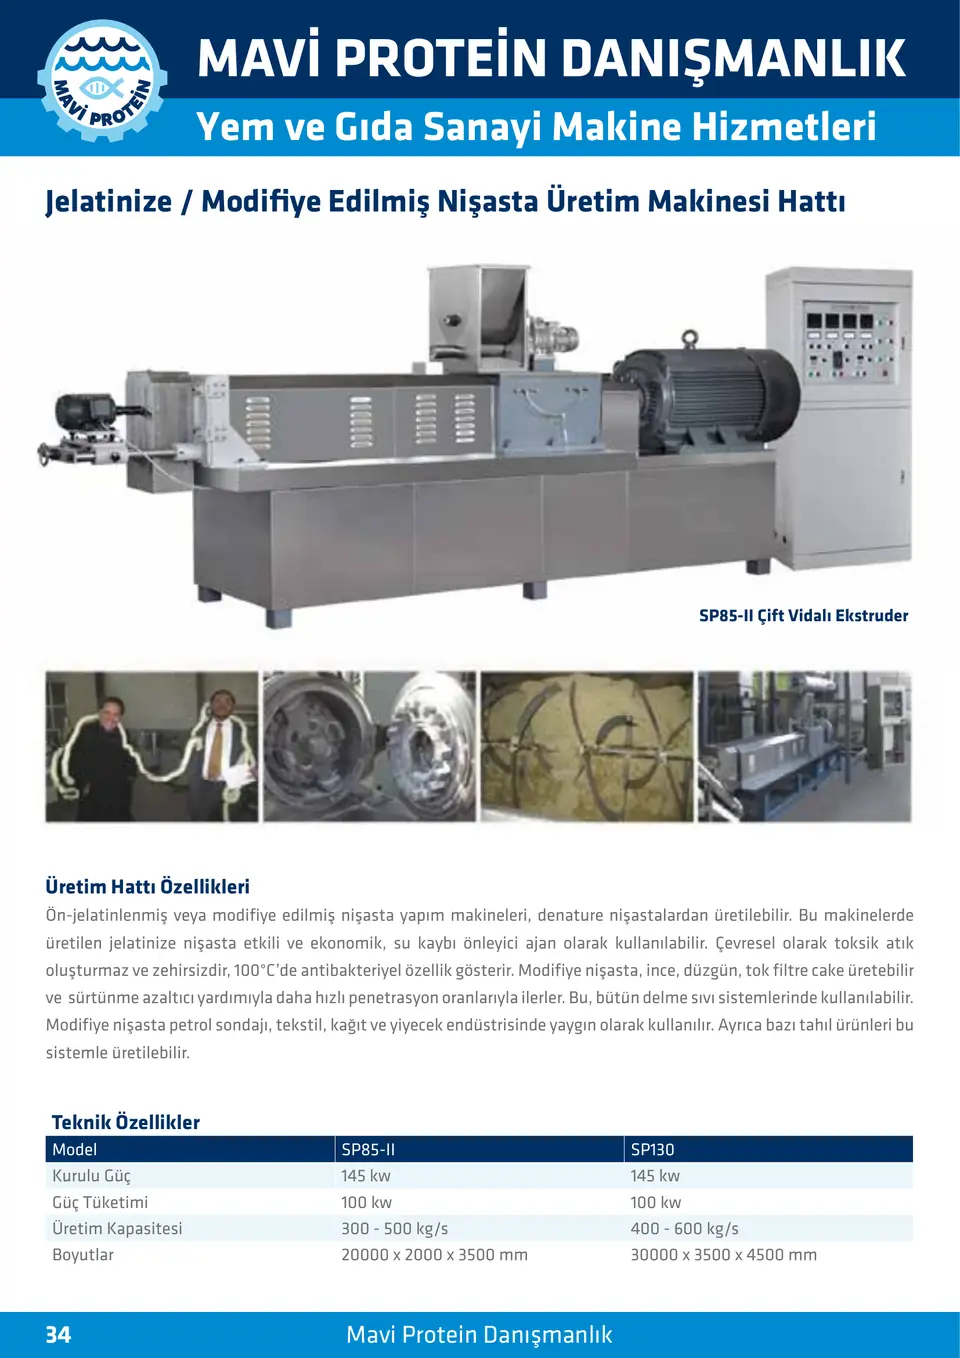 MAVİ PROTEİN
MAVİ PROTEİN DANIŞMANLIK
Yem ve Gıda Sanayi Makine Hizmetleri
Jelatinize / Modifiye Edilmiş Nişasta Üretim Makinesi Hattı
SP85-II Çift Vidalı Ekstruder
Üretim Hattı Özellikleri
Ön-jelatinlenmiş veya modifiye edilmiş nişasta yapım makineleri, denature nişastalardan üretilebilir. Bu makinelerde
üretilen jelatinize nişasta etkili ve ekonomik, su kaybı önleyici ajan olarak kullanılabilir. Çevresel olarak toksik atık
oluşturmaz ve zehirsizdir, 100°C'de antibakteriyel özellik gösterir. Modifiye nişasta, ince, düzgün, tok filtre cake üretebilir
ve sürtünme azaltıcı yardımıyla daha hızlı penetrasyon oranlarıyla ilerler. Bu, bütün delme sıvı sistemlerinde kullanılabilir.
Modifiye nişasta petrol sondajı, tekstil, kağıt ve yiyecek endüstrisinde yaygın olarak kullanılır. Ayrıca bazı tahıl ürünleri bu
sistemle üretilebilir.
Teknik Özellikler
Model SP85-II SP130
Kurulu Güç 145 kw 145 kw
Güç Tüketimi 100 kw 100 kw
Üretim Kapasitesi 300 - 500 kg/s 400 - 600 kg/s
Boyutlar 20000 x 2000 x 3500 mm 30000 x 3500 x 4500 mm
34 Mavi Protein Danışmanlık